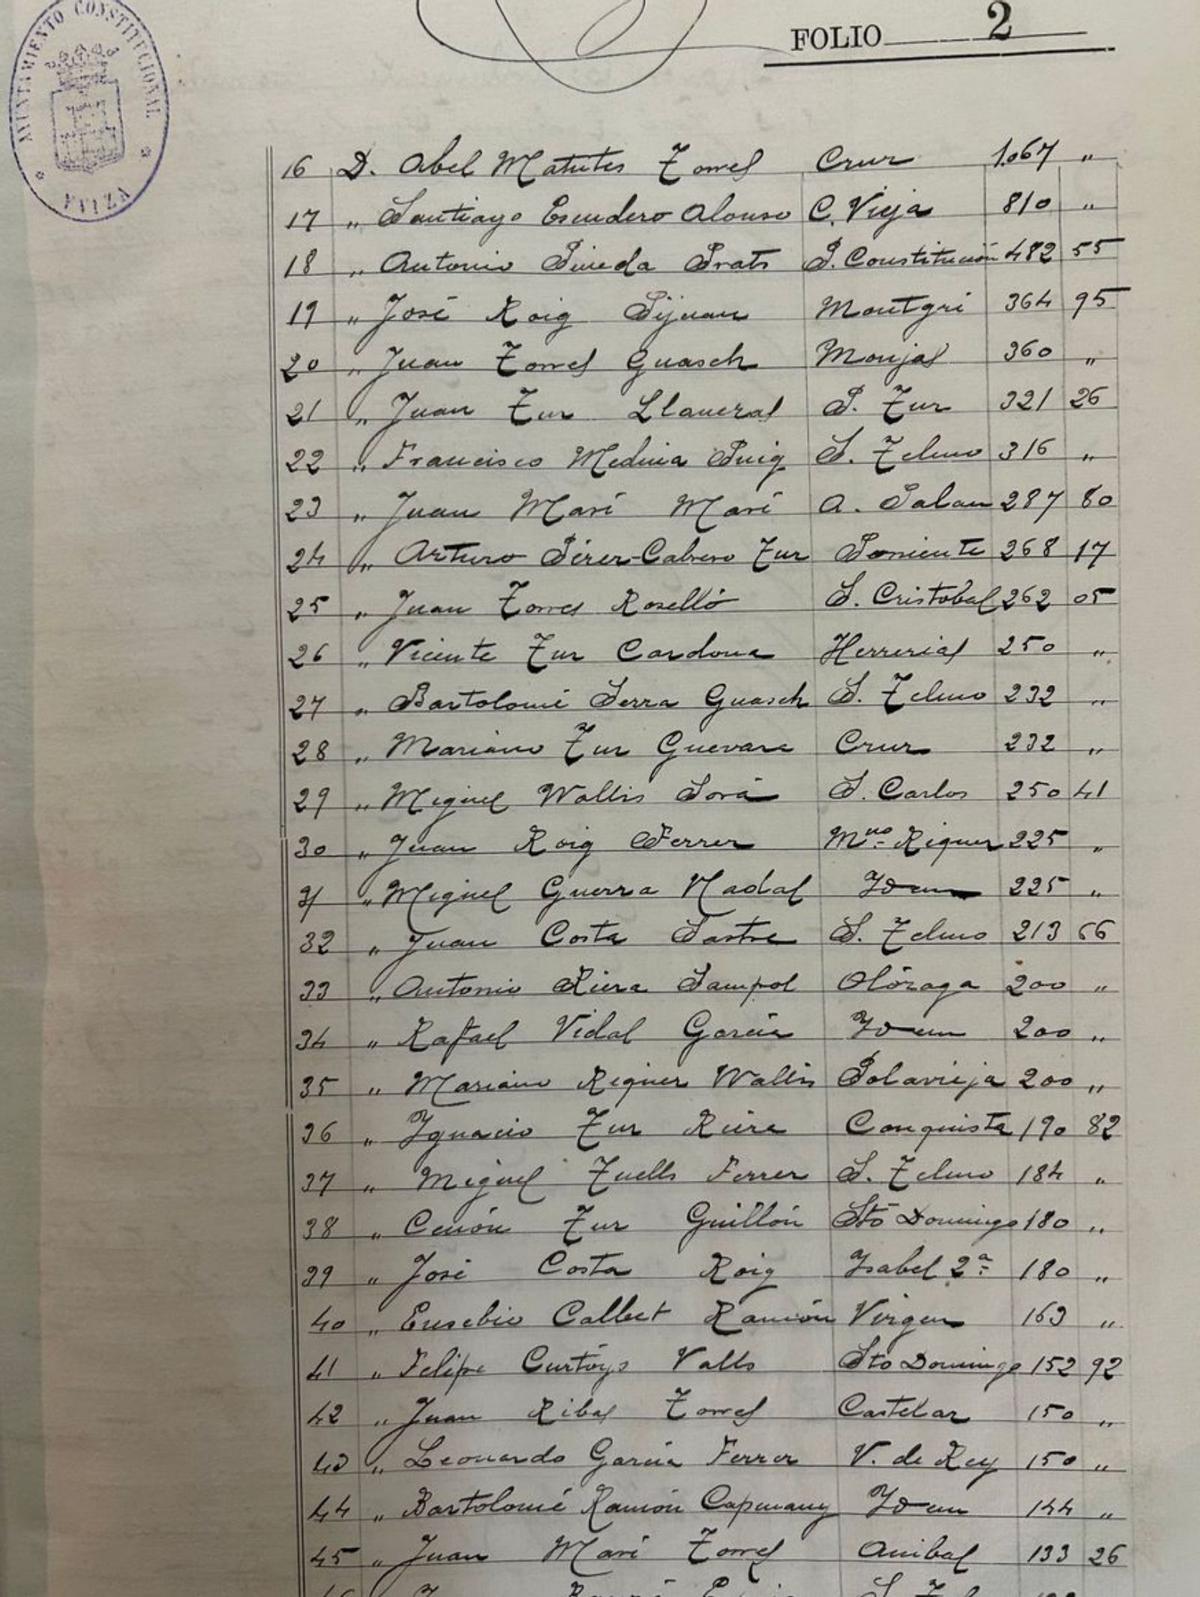 AYUNTAMIENTO CONSTITUCIONAL
FOLIO 2
16 D. Abel Matutes Torres Cruz 1.067 "
17 " Santiago Escudero Alonso C. Vieja 810 "
18 " Antonio Pineda Prats P. Constitución 482 55
19 " José Roig Pijuan Montgri 364 95
20 " Juan Torres Guasch Monjas 360 "
21 " Juan Tur Llaneras P. Tur 321 26
22 " Francisco Medina Puig S. Telmo 316 "
23 " Juan Marí Marí A. Palau 287 80
24 " Arturo Pérez-Cabrero Tur Poniente 268 17
25 " Juan Torres Roselló S. Cristobal 262 05
26 " Vicente Tur Cardona Herrerias 250 "
27 " Bartolomé Serra Guasch S. Telmo 232 "
28 " Mariano Tur Guevara Cruz 232 "
29 " Miguel Wallis Sorá S. Carlos 250 41
30 " Juan Roig Ferrer Mno. Riquer 225 "
31 " Miguel Guerra Nadal Idem 225 "
32 " Juan Costa Sastre S. Telmo 213 66
33 " Antonio Riera Sampol Olózaga 200 "
34 " Rafael Vidal García Idem 200 "
35 " Mariano Riquer Wallis Polavieja 200 "
36 " Ignacio Tur Riera Conquista 190 82
37 " Miguel Tuells Ferrer S. Telmo 184 "
38 " Cenón Tur Guillón Sto Domingo 180 "
39 " José Costa Roig Isabel 2ª 180 "
40 " Eusebio Calbet Ramón Virgen 163 "
41 " Felipe Curtoys Valls Sto Domingo 152 92
42 " Juan Ribas Torres Castelar 150 "
43 " Leonardo García Ferrer V. de Rey 150 "
44 " Bartolomé Ramón Capmany Idem 144 "
45 " Juan Marí Torres Anibal 133 26